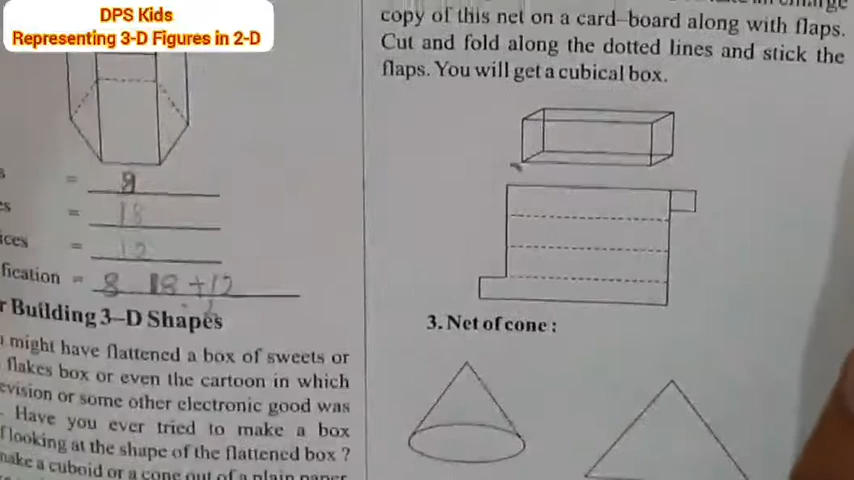 DPS Kids
Representing 3-D Figures in 2-D
s = 8
es = 18
ices = 12
fication = 8 18+12
r Building 3–D Shapes
might have flattened a box of sweets or
flakes box or even the cartoon in which
evision or some other electronic good was
. Have you ever tried to make a box
f looking at the shape of the flattened box ?
make a cuboid or a cone out of a plain paper
copy of this net on a card–board along with flaps.
Cut and fold along the dotted lines and stick the
flaps. You will get a cubical box.
3. Net of cone :